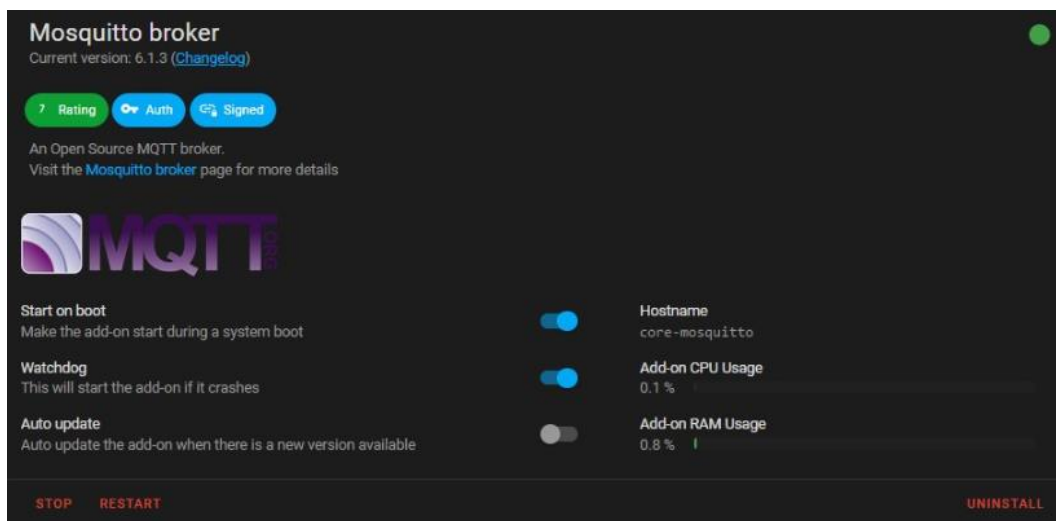 Mosquitto broker
Current version: 6.1.3 (Changelog)
7 Rating Auth Signed
An Open Source MQTT broker.
Visit the Mosquitto broker page for more details
MQTT.ORG
Start on boot
Make the add-on start during a system boot
Hostname
core-mosquitto
Watchdog
This will start the add-on if it crashes
Add-on CPU Usage
0.1 %
Auto update
Auto update the add-on when there is a new version available
Add-on RAM Usage
0.8 %
STOP RESTART UNINSTALL